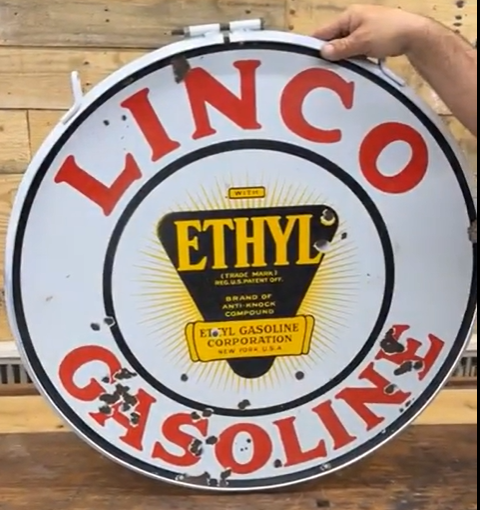 LINCO
WITH
ETHYL
(TRADE MARK)
REG. U.S. PATENT OFF.
BRAND OF
ANTI-KNOCK
COMPOUND
ETHYL GASOLINE
CORPORATION
NEW YORK U.S.A.
GASOLINE